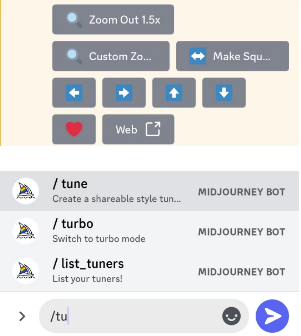 Zoom Out 1.5x
Custom Zo... Make Squ...
Web
/ tune
Create a shareable style tun... MIDJOURNEY BOT
/ turbo
Switch to turbo mode MIDJOURNEY BOT
/ list_tuners
List your tuners! MIDJOURNEY BOT
/tu